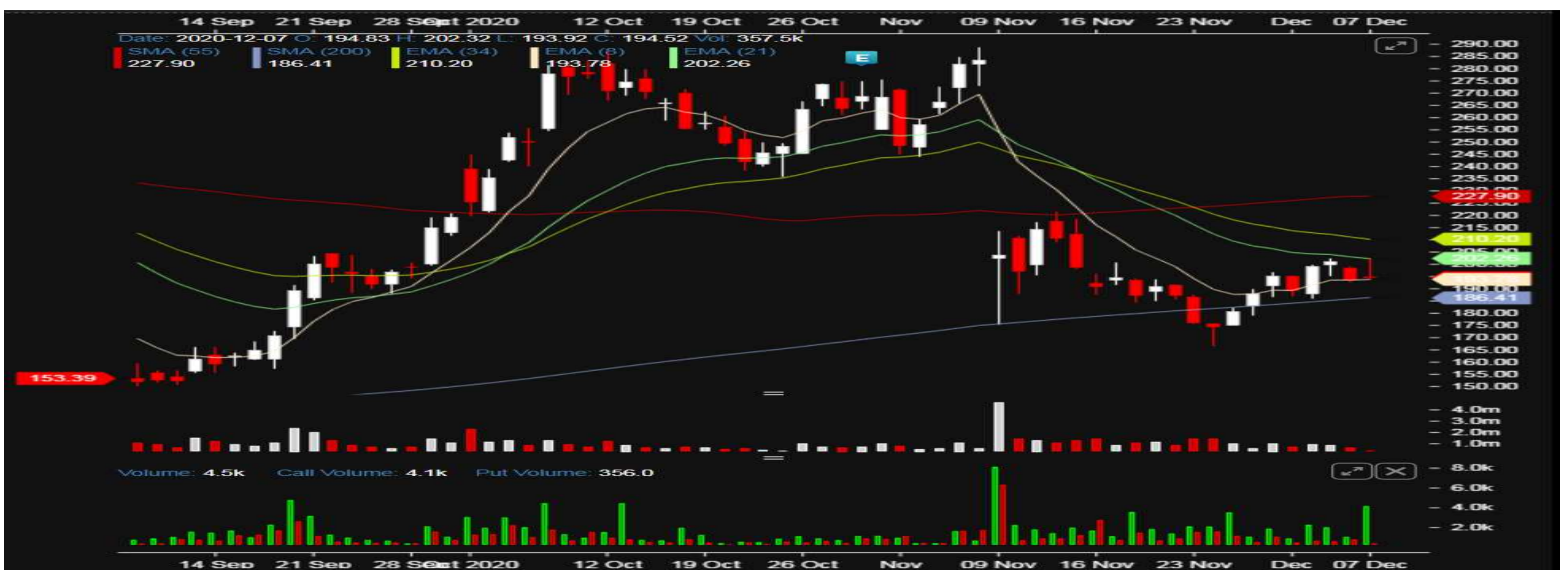 14 Sep 21 Sep 28 Sep Oct 2020 12 Oct 19 Oct 26 Oct Nov 09 Nov 16 Nov 23 Nov Dec 07 Dec
Date: 2020-12-07 O: 194.83 H: 202.32 L: 193.92 C: 194.52 Vol: 357.5k
SMA (55) SMA (200) EMA (34) EMA (8) EMA (21)
227.90 186.41 210.20 193.78 202.26
E
290.00
285.00
280.00
275.00
270.00
265.00
260.00
255.00
250.00
245.00
240.00
235.00
227.90
220.00
215.00
210.20
202.26
190.00
186.41
180.00
175.00
170.00
165.00
160.00
153.39
155.00
150.00
4.0m
3.0m
2.0m
1.0m
Volume: 4.5k Call Volume: 4.1k Put Volume: 356.0
8.0k
6.0k
4.0k
2.0k
14 Sep 21 Sep 28 Sep Oct 2020 12 Oct 19 Oct 26 Oct Nov 09 Nov 16 Nov 23 Nov Dec 07 Dec